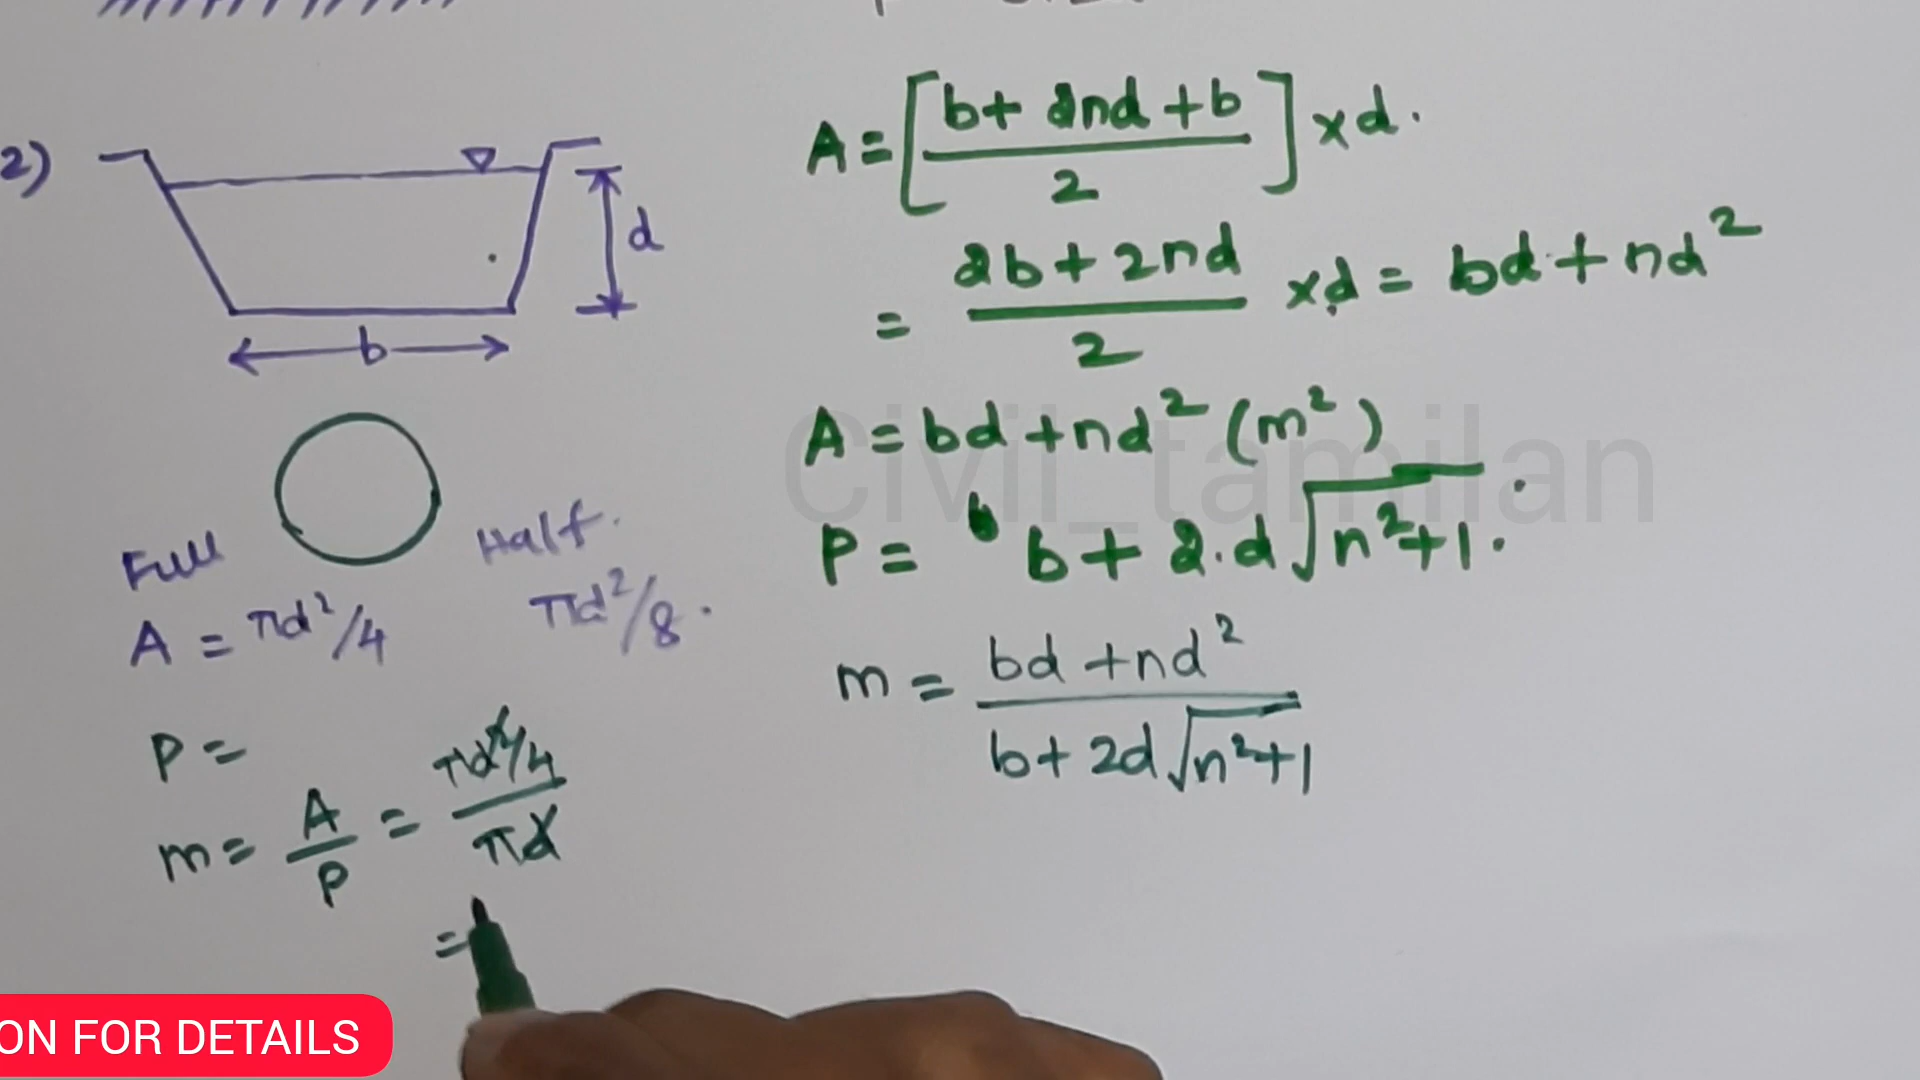 2)
d
b
Full
Half.
A = πd²/4
πd²/8.
P =
m = A/P = πd²/4 / πd
=
A = [b + 2nd + b / 2] × d.
= 2b + 2nd / 2 × d = bd + nd²
A = bd + nd² (m²)
P = b + 2.d √n²+1.
m = bd + nd² / b + 2d √n²+1
Civil_tamilan
ON FOR DETAILS